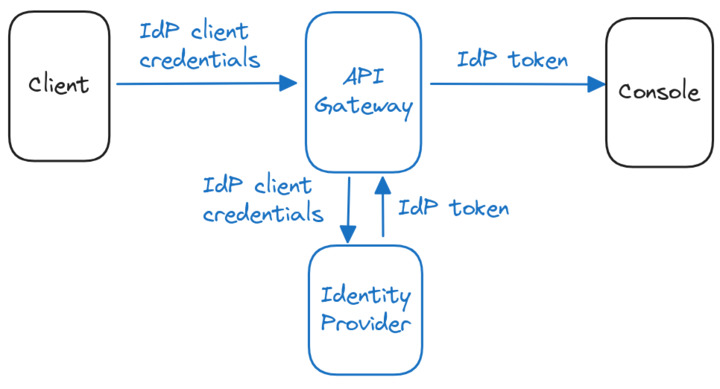 IdP client
credentials
Client
API
Gateway
IdP token
Console
IdP client
credentials
IdP token
Identity
Provider